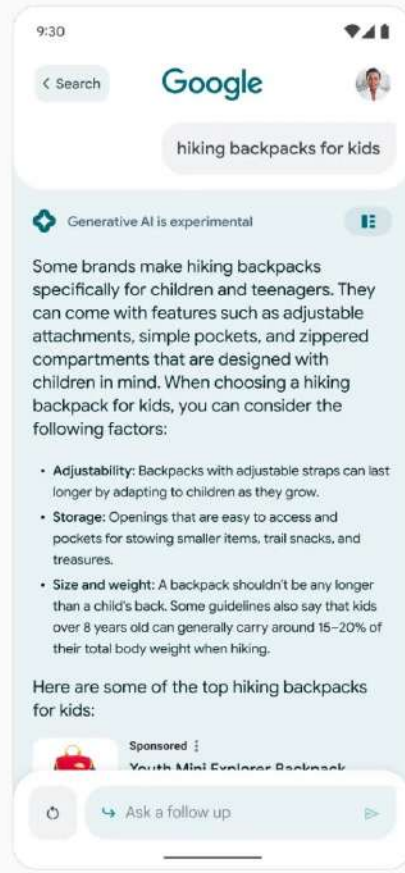 9:30
< Search
Google
hiking backpacks for kids
Generative AI is experimental
Some brands make hiking backpacks
specifically for children and teenagers. They
can come with features such as adjustable
attachments, simple pockets, and zippered
compartments that are designed with
children in mind. When choosing a hiking
backpack for kids, you can consider the
following factors:
• Adjustability: Backpacks with adjustable straps can last
longer by adapting to children as they grow.
• Storage: Openings that are easy to access and
pockets for stowing smaller items, trail snacks, and
treasures.
• Size and weight: A backpack shouldn't be any longer
than a child's back. Some guidelines also say that kids
over 8 years old can generally carry around 15–20% of
their total body weight when hiking.
Here are some of the top hiking backpacks
for kids:
Sponsored
Youth Mini Explorer Backpack
Ask a follow up